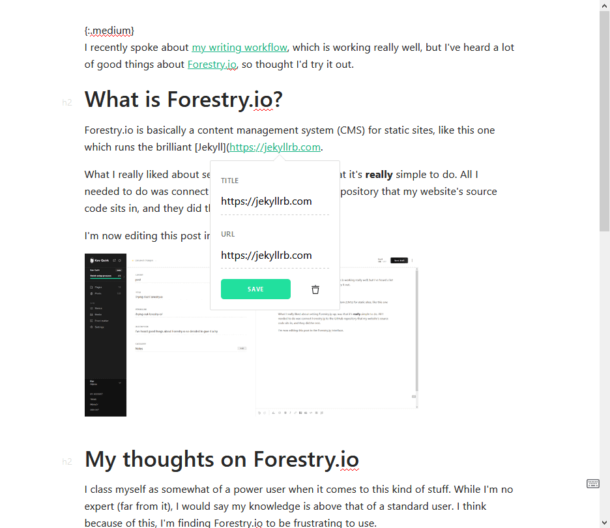 {:.medium}
I recently spoke about my writing workflow, which is working really well, but I've heard a lot
of good things about Forestry.io, so thought I'd try it out.
h2 What is Forestry.io?
Forestry.io is basically a content management system (CMS) for static sites, like this one
which runs the brilliant [Jekyll](https://jekyllrb.com.
What I really liked about se at it's really simple to do. All I
needed to do was connect pository that my website's source
code sits in, and they did th
I'm now editing this post in
TITLE
https://jekyllrb.com
URL
https://jekyllrb.com
SAVE
h2 My thoughts on Forestry.io
I class myself as somewhat of a power user when it comes to this kind of stuff. While I'm no
expert (far from it), I would say my knowledge is above that of a standard user. I think
because of this, I'm finding Forestry.io to be frustrating to use.